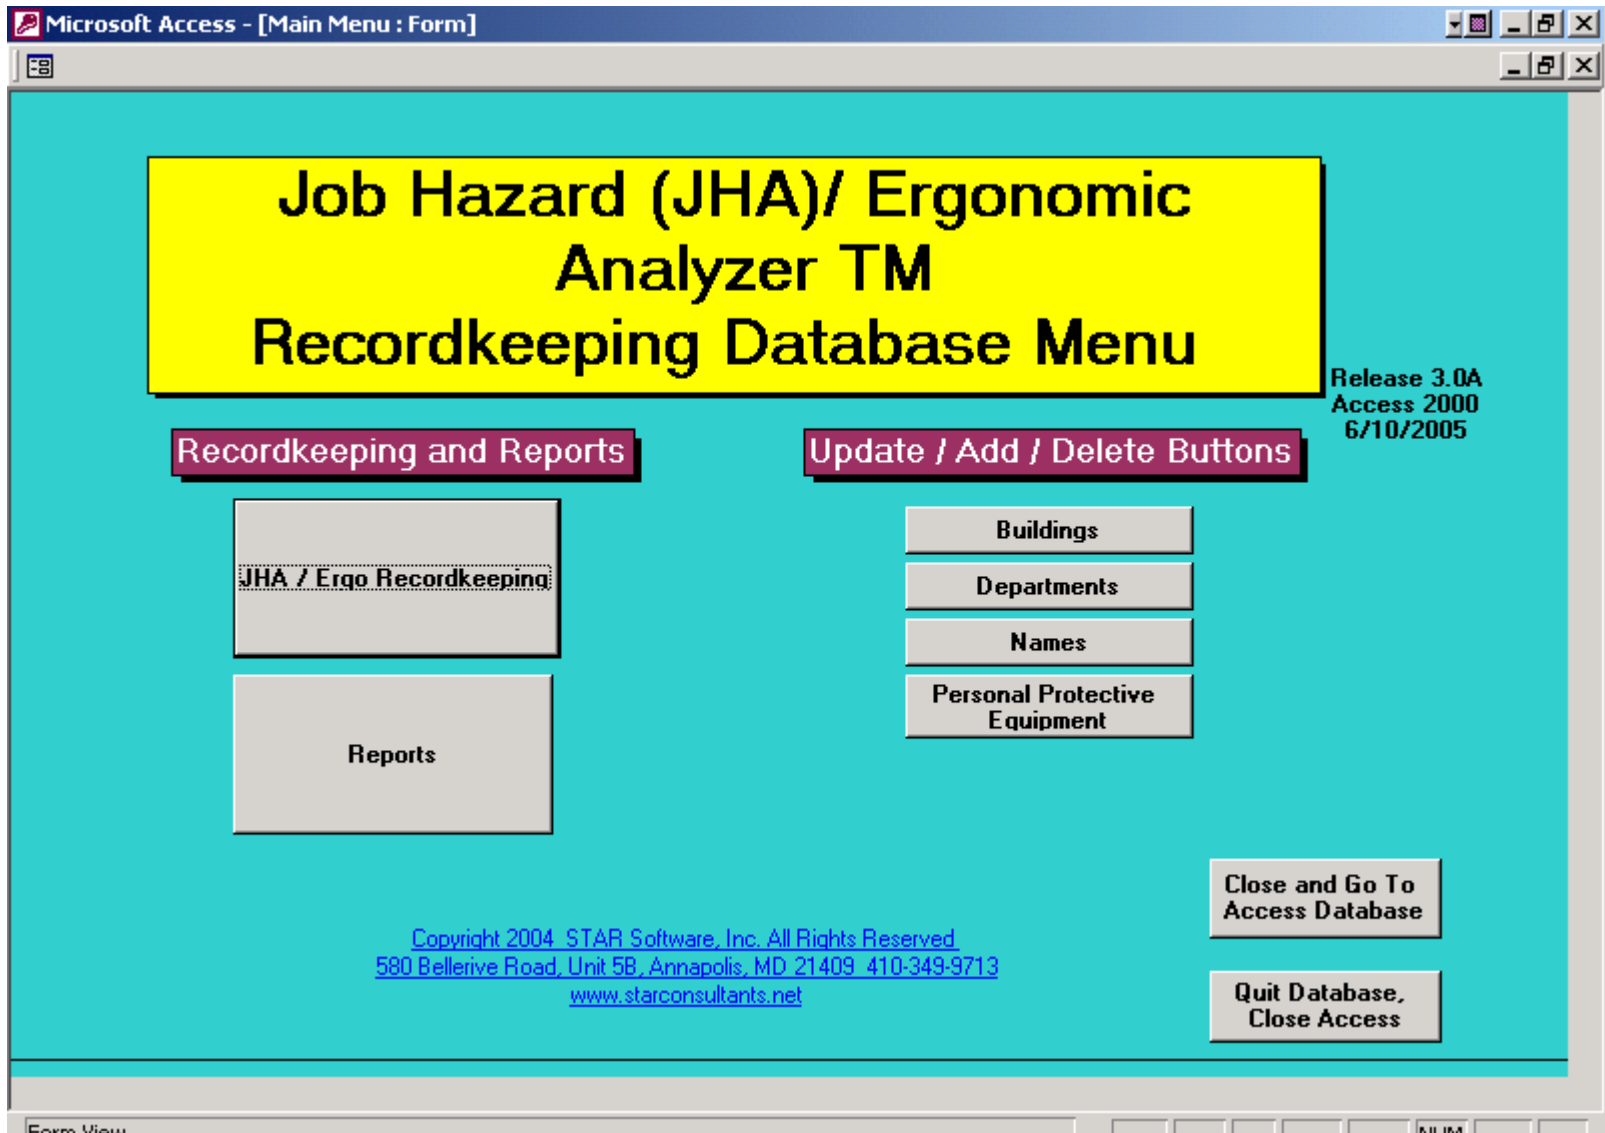 Microsoft Access - [Main Menu : Form]
Job Hazard (JHA)/ Ergonomic
Analyzer TM
Recordkeeping Database Menu
Release 3.0A
Access 2000
6/10/2005
Recordkeeping and Reports
Update / Add / Delete Buttons
JHA / Ergo Recordkeeping
Reports
Buildings
Departments
Names
Personal Protective
Equipment
Close and Go To
Access Database
Quit Database,
Close Access
Copyright 2004 STAR Software, Inc. All Rights Reserved
580 Bellerive Road, Unit 5B, Annapolis, MD 21409 410-349-9713
www.starconsultants.net
Form View
NUM